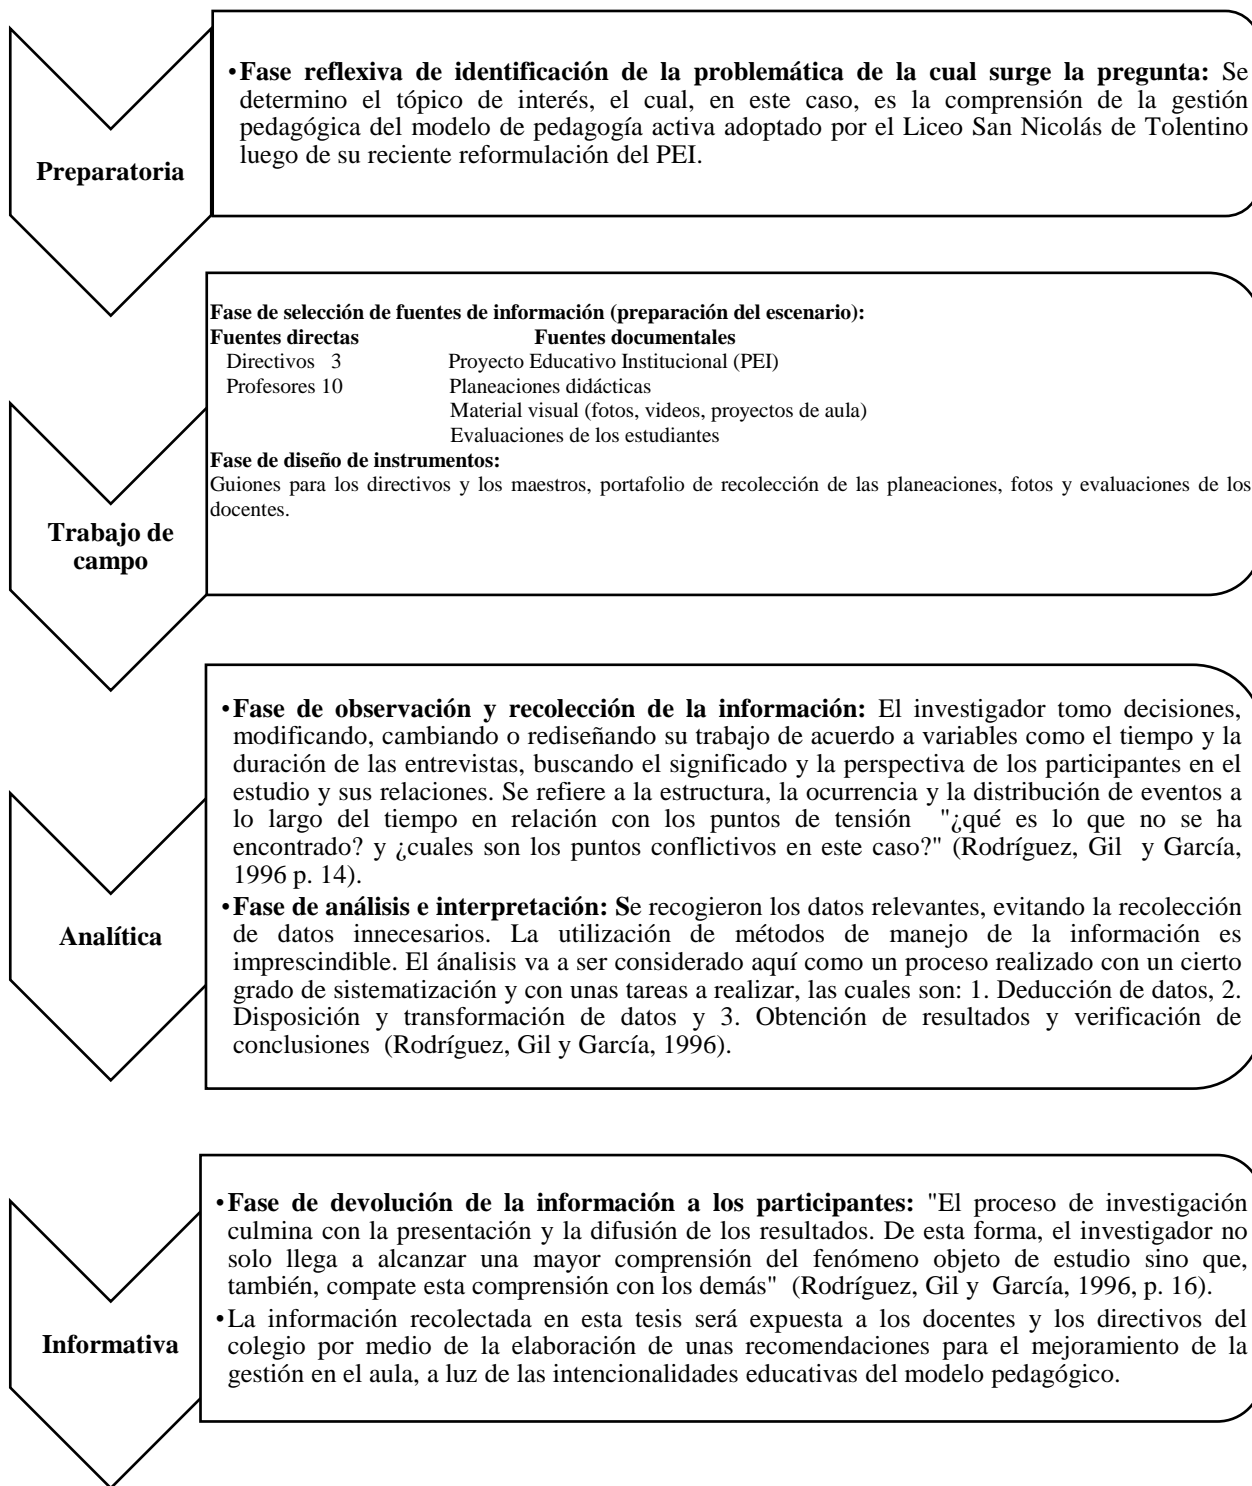 Preparatoria
•Fase reflexiva de identificación de la problemática de la cual surge la pregunta: Se
determino el tópico de interés, el cual, en este caso, es la comprensión de la gestión
pedagógica del modelo de pedagogía activa adoptado por el Liceo San Nicolás de Tolentino
luego de su reciente reformulación del PEI.
Trabajo de
campo
Fase de selección de fuentes de información (preparación del escenario):
Fuentes directas Fuentes documentales
Directivos 3 Proyecto Educativo Institucional (PEI)
Profesores 10 Planeaciones didácticas
Material visual (fotos, videos, proyectos de aula)
Evaluaciones de los estudiantes
Fase de diseño de instrumentos:
Guiones para los directivos y los maestros, portafolio de recolección de las planeaciones, fotos y evaluaciones de los
docentes.
Analítica
•Fase de observación y recolección de la información: El investigador tomo decisiones,
modificando, cambiando o rediseñando su trabajo de acuerdo a variables como el tiempo y la
duración de las entrevistas, buscando el significado y la perspectiva de los participantes en el
estudio y sus relaciones. Se refiere a la estructura, la ocurrencia y la distribución de eventos a
lo largo del tiempo en relación con los puntos de tensión "¿qué es lo que no se ha
encontrado? y ¿cuales son los puntos conflictivos en este caso?" (Rodríguez, Gil y García,
1996 p. 14).
•Fase de análisis e interpretación: Se recogieron los datos relevantes, evitando la recolección
de datos innecesarios. La utilización de métodos de manejo de la información es
imprescindible. El ánalisis va a ser considerado aquí como un proceso realizado con un cierto
grado de sistematización y con unas tareas a realizar, las cuales son: 1. Deducción de datos, 2.
Disposición y transformación de datos y 3. Obtención de resultados y verificación de
conclusiones (Rodríguez, Gil y García, 1996).
Informativa
•Fase de devolución de la información a los participantes: "El proceso de investigación
culmina con la presentación y la difusión de los resultados. De esta forma, el investigador no
solo llega a alcanzar una mayor comprensión del fenómeno objeto de estudio sino que,
también, compate esta comprensión con los demás" (Rodríguez, Gil y García, 1996, p. 16).
•La información recolectada en esta tesis será expuesta a los docentes y los directivos del
colegio por medio de la elaboración de unas recomendaciones para el mejoramiento de la
gestión en el aula, a luz de las intencionalidades educativas del modelo pedagógico.